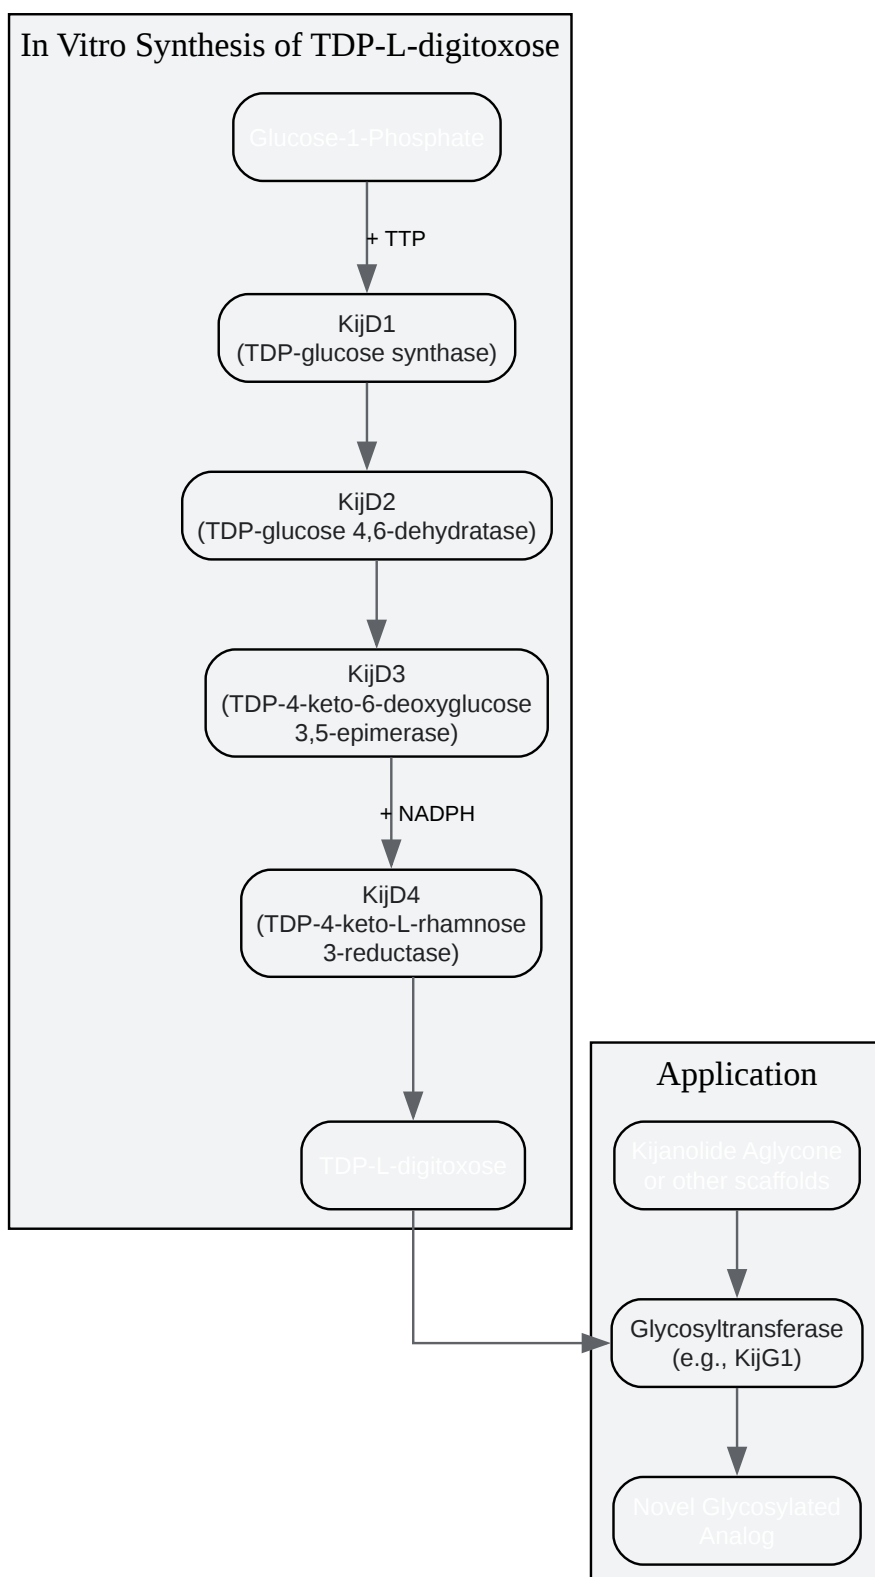 In Vitro Synthesis of TDP-L-digitoxose
Glucose-1-Phosphate
+ TTP
KijD1
(TDP-glucose synthase)
KijD2
(TDP-glucose 4,6-dehydratase)
KijD3
(TDP-4-keto-6-deoxyglucose
3,5-epimerase)
+ NADPH
KijD4
(TDP-4-keto-L-rhamnose
3-reductase)
TDP-L-digitoxose
Application
Kijanolide Aglycone
or other scaffolds
Glycosyltransferase
(e.g., KijG1)
Novel Glycosylated
Analog